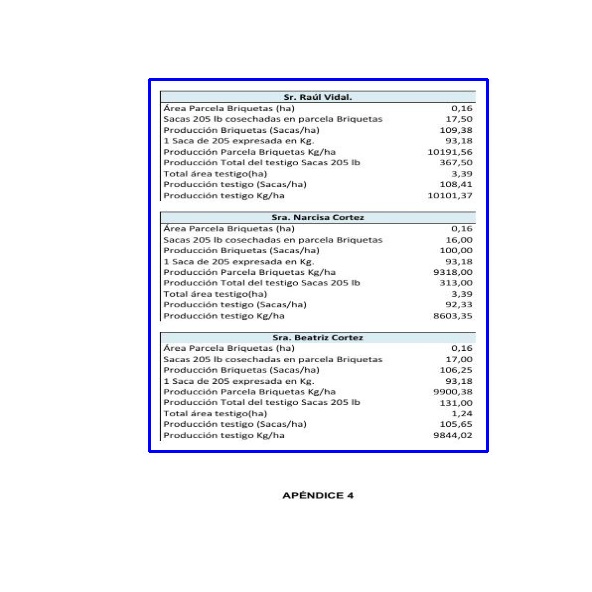 Sr. Raúl Vidal.
Área Parcela Briquetas (ha) 0,16
Sacas 205 lb cosechadas en parcela Briquetas 17,50
Producción Briquetas (Sacas/ha) 109,38
1 Saca de 205 expresada en Kg. 93,18
Producción Parcela Briquetas Kg/ha 10191,56
Producción Total del testigo Sacas 205 lb 367,50
Total área testigo(ha) 3,39
Producción testigo (Sacas/ha) 108,41
Producción testigo Kg/ha 10101,37
Sra. Narcisa Cortez
Área Parcela Briquetas (ha) 0,16
Sacas 205 lb cosechadas en parcela Briquetas 16,00
Producción Briquetas (Sacas/ha) 100,00
1 Saca de 205 expresada en Kg. 93,18
Producción Parcela Briquetas Kg/ha 9318,00
Producción Total del testigo Sacas 205 lb 313,00
Total área testigo(ha) 3,39
Producción testigo (Sacas/ha) 92,33
Producción testigo Kg/ha 8603,35
Sra. Beatriz Cortez
Área Parcela Briquetas (ha) 0,16
Sacas 205 lb cosechadas en parcela Briquetas 17,00
Producción Briquetas (Sacas/ha) 106,25
1 Saca de 205 expresada en Kg. 93,18
Producción Parcela Briquetas Kg/ha 9900,38
Producción Total del testigo Sacas 205 lb 131,00
Total área testigo(ha) 1,24
Producción testigo (Sacas/ha) 105,65
Producción testigo Kg/ha 9844,02
APÉNDICE 4